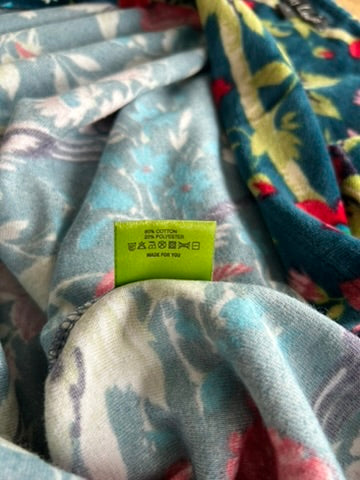 80% COTTON
20% POLYESTER
MADE FOR YOU